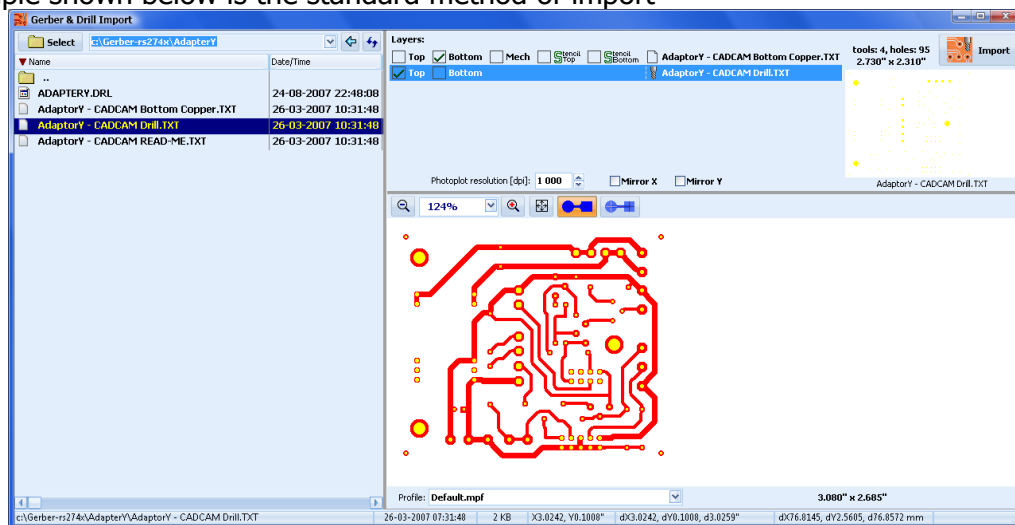 ple shown below is the standard method of import
Gerber & Drill Import
Select c:\Gerber-rs274x\AdapterY
Name Date/Time
..
ADAPTERY.DRL 24-08-2007 22:48:08
AdaptorY - CADCAM Bottom Copper.TXT 26-03-2007 10:31:48
AdaptorY - CADCAM Drill.TXT 26-03-2007 10:31:48
AdaptorY - CADCAM READ-ME.TXT 26-03-2007 10:31:48
Layers:
Top Bottom Mech Stencil Top Stencil Bottom AdaptorY - CADCAM Bottom Copper.TXT
Top Bottom AdaptorY - CADCAM Drill.TXT
tools: 4, holes: 95
2.730" x 2.310"
Import
Photoplot resolution [dpi]: 1 000 Mirror X Mirror Y
AdaptorY - CADCAM Drill.TXT
124%
Profile: Default.mpf 3.080" x 2.685"
c:\Gerber-rs274x\AdapterY\AdaptorY - CADCAM Drill.TXT 26-03-2007 07:31:48 2 KB X3.0242, Y0.1008" dX3.0242, dY0.1008, d3.0259" dX76.8145, dY2.5605, d76.8572 mm